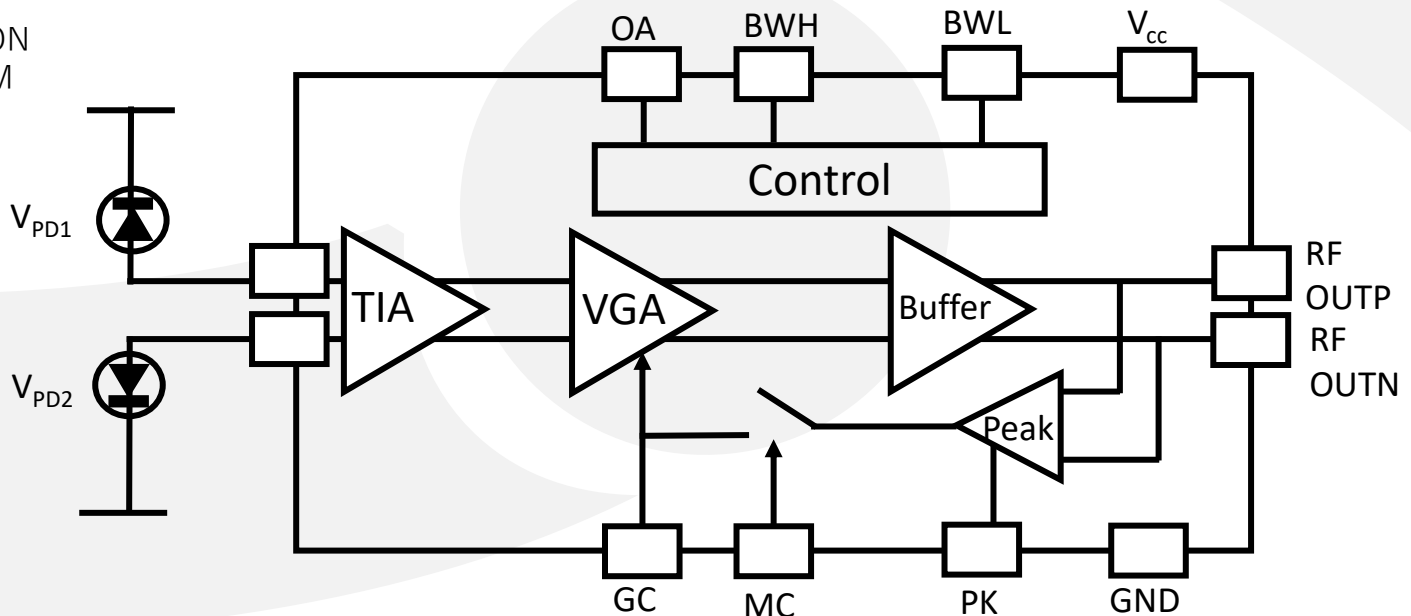 ON
M
OA
BWH
BWL
Vcc
Control
VPD1
VPD2
TIA
VGA
Buffer
Peak
RF
OUTP
RF
OUTN
GC
MC
PK
GND